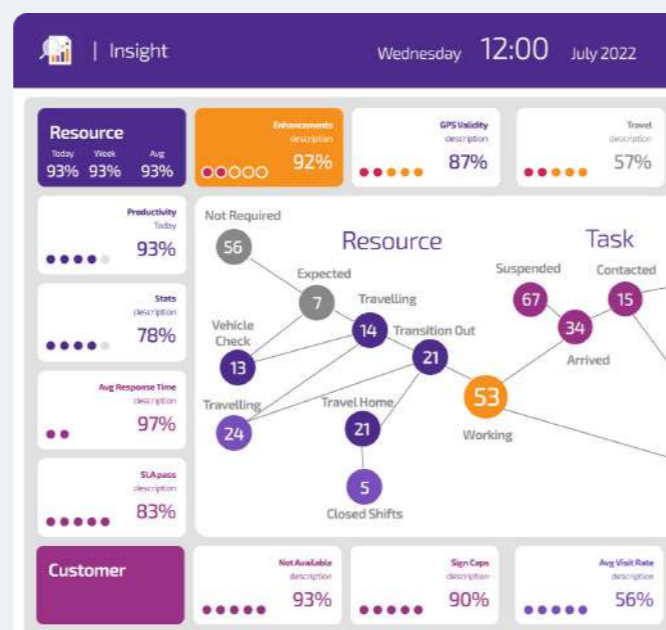 | Insight
Wednesday 12:00 July 2022
Resource
Today Week Avg
93% 93% 93%
Enhancements
description
92%
GPS Validity
description
87%
Travel
description
57%
Productivity
Today
93%
Stats
description
78%
Avg Response Time
description
97%
SLA pass
description
83%
Resource
Task
Not Required
56
Expected
7
Travelling
14
Vehicle
Check
13
Transition Out
21
Travelling
24
Travel Home
21
5
Closed Shifts
53
Working
Suspended
67
Contacted
15
34
Arrived
Customer
Not Available
description
93%
Sign Caps
description
90%
Avg Visit Rate
description
56%